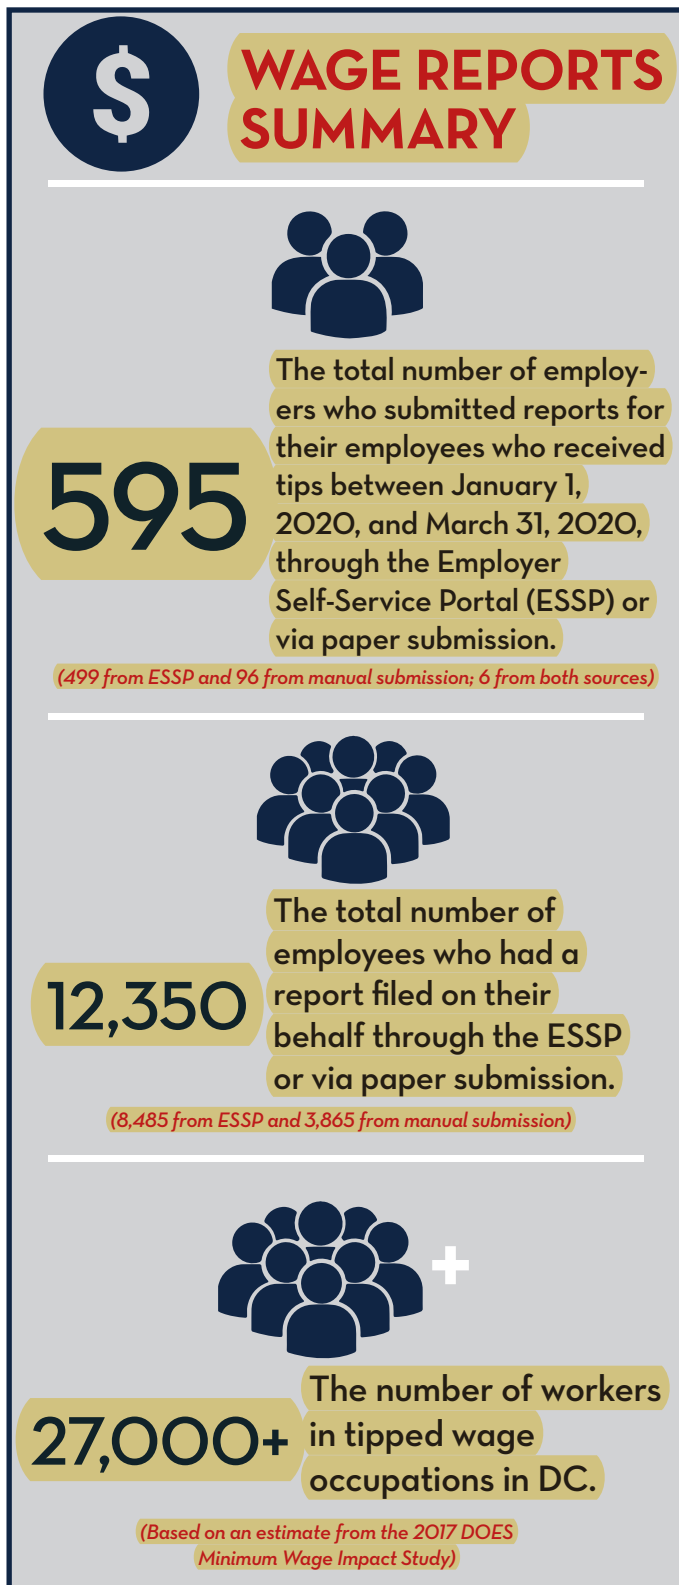 $
WAGE REPORTS
SUMMARY
The total number of employ-
ers who submitted reports for
their employees who received
tips between January 1,
2020, and March 31, 2020,
through the Employer
Self-Service Portal (ESSP) or
via paper submission.
595
(499 from ESSP and 96 from manual submission; 6 from both sources)
The total number of
employees who had a
report filed on their
behalf through the ESSP
or via paper submission.
12,350
(8,485 from ESSP and 3,865 from manual submission)
+
The number of workers
in tipped wage
occupations in DC.
27,000+
(Based on an estimate from the 2017 DOES
Minimum Wage Impact Study)